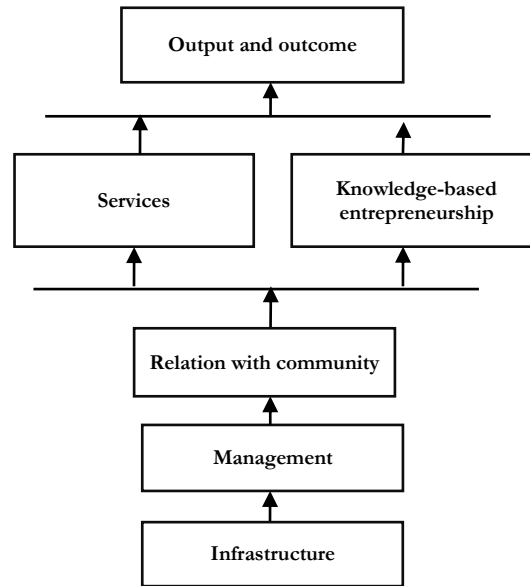 Output and outcome
Services
Knowledge-based
entrepreneurship
Relation with community
Management
Infrastructure